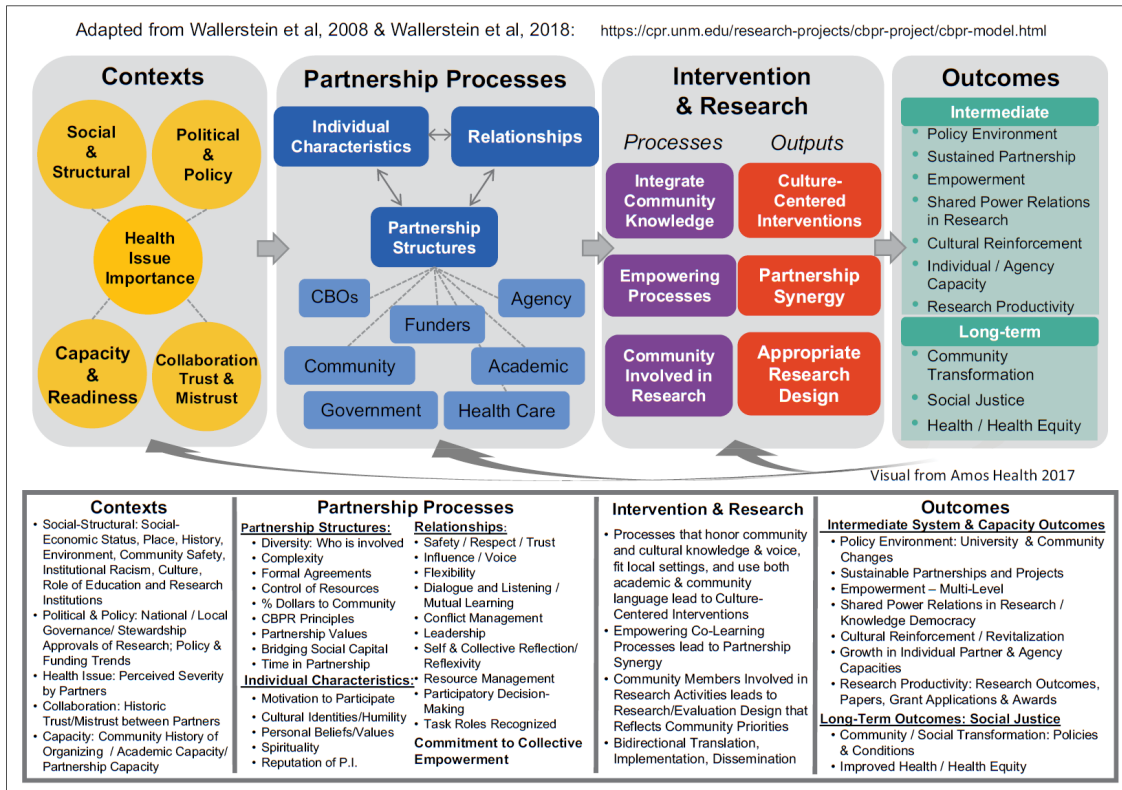 Adapted from Wallerstein et al, 2008 & Wallerstein et al, 2018: https://cpr.unm.edu/research-projects/cbpr-project/cbpr-model.html
Contexts
Social
&
Structural
Political
&
Policy
Health
Issue
Importance
Capacity
&
Readiness
Collaboration
Trust &
Mistrust
Partnership Processes
Individual
Characteristics
Relationships
Partnership
Structures
CBOs
Agency
Funders
Community
Academic
Government
Health Care
Intervention
& Research
Processes
Outputs
Integrate
Community
Knowledge
Culture-
Centered
Interventions
Empowering
Processes
Partnership
Synergy
Community
Involved in
Research
Appropriate
Research
Design
Outcomes
Intermediate
• Policy Environment
• Sustained Partnership
• Empowerment
• Shared Power Relations
in Research
• Cultural Reinforcement
• Individual / Agency
Capacity
• Research Productivity
Long-term
• Community
Transformation
• Social Justice
• Health / Health Equity
Visual from Amos Health 2017
Contexts
• Social-Structural: Social-
Economic Status, Place, History,
Environment, Community Safety,
Institutional Racism, Culture,
Role of Education and Research
Institutions
• Political & Policy: National / Local
Governance/ Stewardship
Approvals of Research; Policy &
Funding Trends
• Health Issue: Perceived Severity
by Partners
• Collaboration: Historic
Trust/Mistrust between Partners
• Capacity: Community History of
Organizing / Academic Capacity/
Partnership Capacity
Partnership Processes
Partnership Structures:
• Diversity: Who is involved
• Complexity
• Formal Agreements
• Control of Resources
• % Dollars to Community
• CBPR Principles
• Partnership Values
• Bridging Social Capital
• Time in Partnership
Individual Characteristics:
• Motivation to Participate
• Cultural Identities/Humility
• Personal Beliefs/Values
• Spirituality
• Reputation of P.I.
Relationships:
• Safety / Respect / Trust
• Influence / Voice
• Flexibility
• Dialogue and Listening /
Mutual Learning
• Conflict Management
• Leadership
• Self & Collective Reflection/
Reflexivity
• Resource Management
• Participatory Decision-
Making
• Task Roles Recognized
Commitment to Collective
Empowerment
Intervention & Research
• Processes that honor community
and cultural knowledge & voice,
fit local settings, and use both
academic & community
language lead to Culture-
Centered Interventions
• Empowering Co-Learning
Processes lead to Partnership
Synergy
• Community Members Involved in
Research Activities leads to
Research/Evaluation Design that
Reflects Community Priorities
• Bidirectional Translation,
Implementation, Dissemination
Outcomes
Intermediate System & Capacity Outcomes
• Policy Environment: University & Community
Changes
• Sustainable Partnerships and Projects
• Empowerment – Multi-Level
• Shared Power Relations in Research /
Knowledge Democracy
• Cultural Reinforcement / Revitalization
• Growth in Individual Partner & Agency
Capacities
• Research Productivity: Research Outcomes,
Papers, Grant Applications & Awards
Long-Term Outcomes: Social Justice
• Community / Social Transformation: Policies
& Conditions
• Improved Health / Health Equity